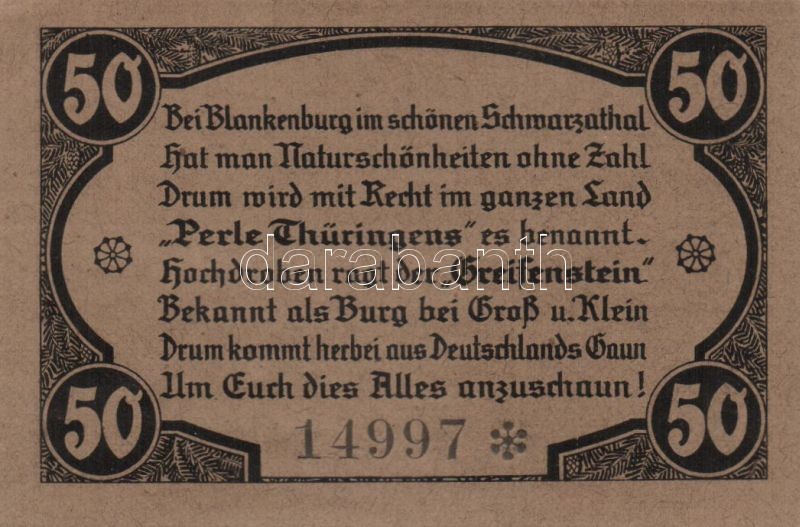 50 50
Bei Blankenburg im schönen Schwarzathal
Hat man Naturschönheiten ohne Zahl
Drum wird mit Recht im ganzen Land
„Perle Thüringens" es benannt.
Hochdroben ragt der „Greifenstein"
Bekannt als Burg bei Groß u. Klein
Drum kommt herbei aus Deutschlands Gaun
Um Euch dies Alles anzuschaun!
50 50
14997
darabanth